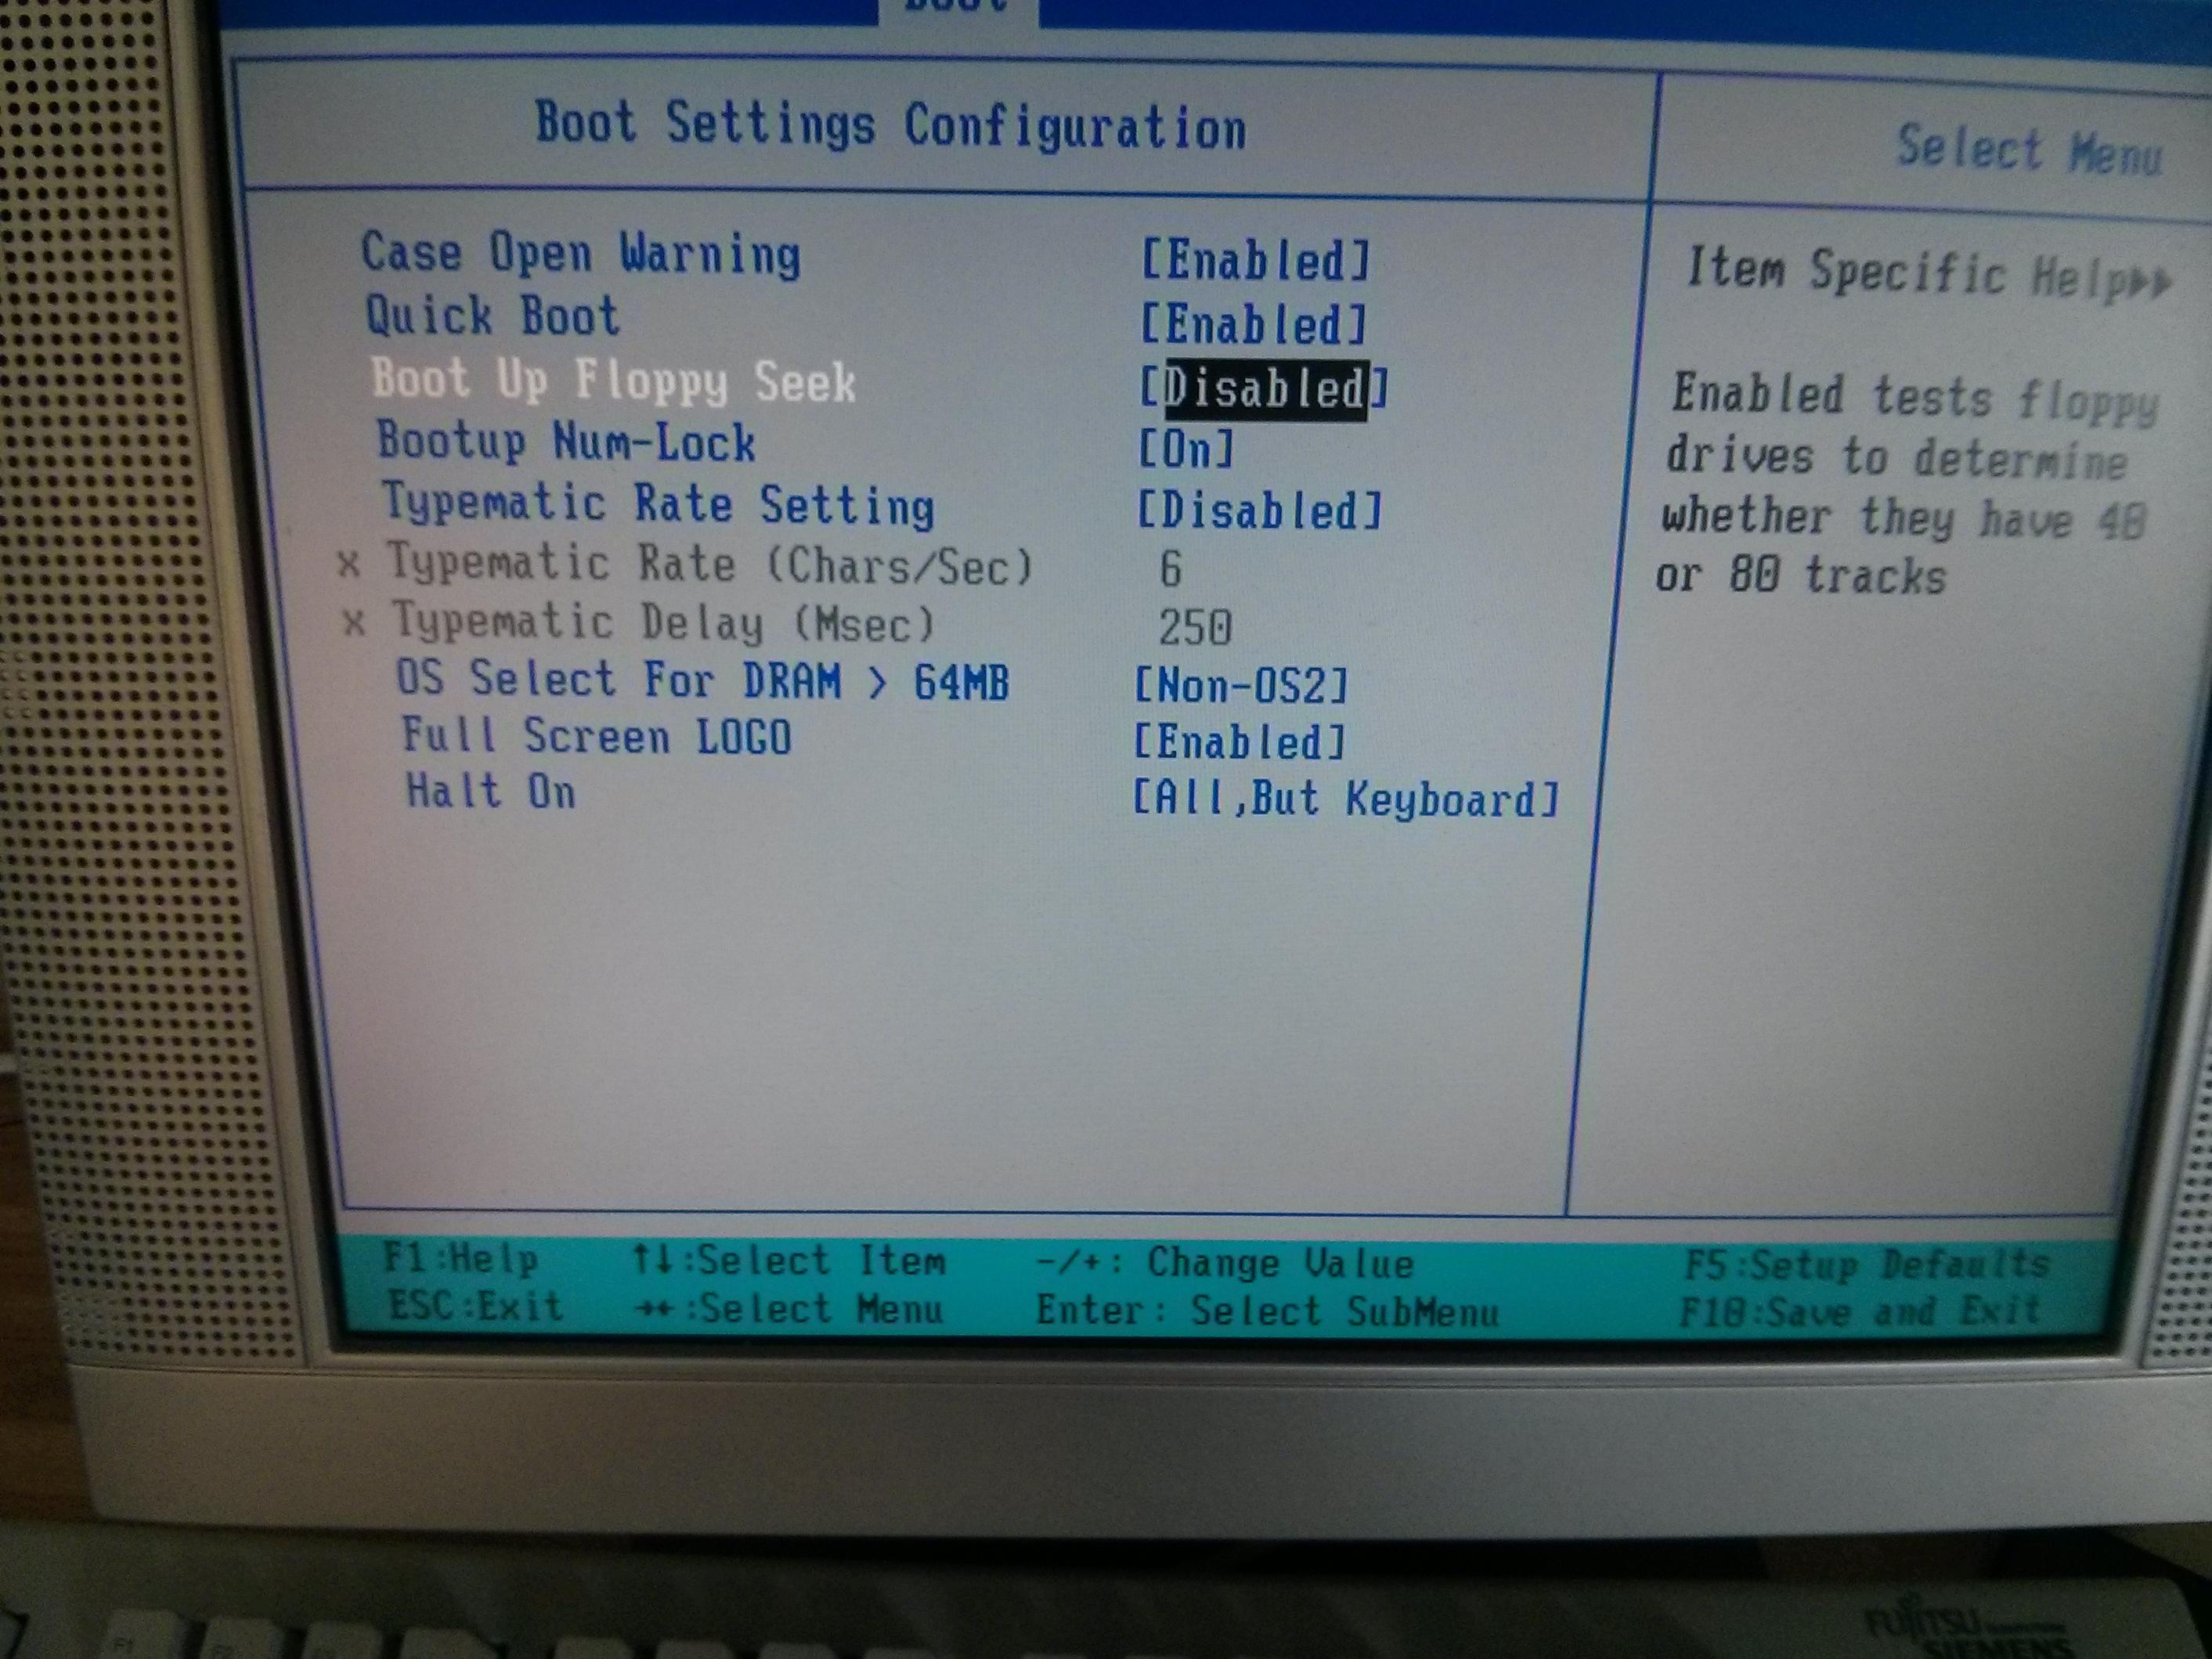 Boot
Boot Settings Configuration
Select Menu
Case Open Warning [Enabled]
Quick Boot [Enabled]
Boot Up Floppy Seek [Disabled]
Bootup Num-Lock [On]
Typematic Rate Setting [Disabled]
x Typematic Rate (Chars/Sec) 6
x Typematic Delay (Msec) 250
OS Select For DRAM > 64MB [Non-OS2]
Full Screen LOGO [Enabled]
Halt On [All,But Keyboard]
Item Specific Help▸▸
Enabled tests floppy
drives to determine
whether they have 40
or 80 tracks
F1:Help ↑↓:Select Item -/+: Change Value F5:Setup Defaults
ESC:Exit →←:Select Menu Enter: Select SubMenu F10:Save and Exit
F1
FUJITSU
SIEMENS